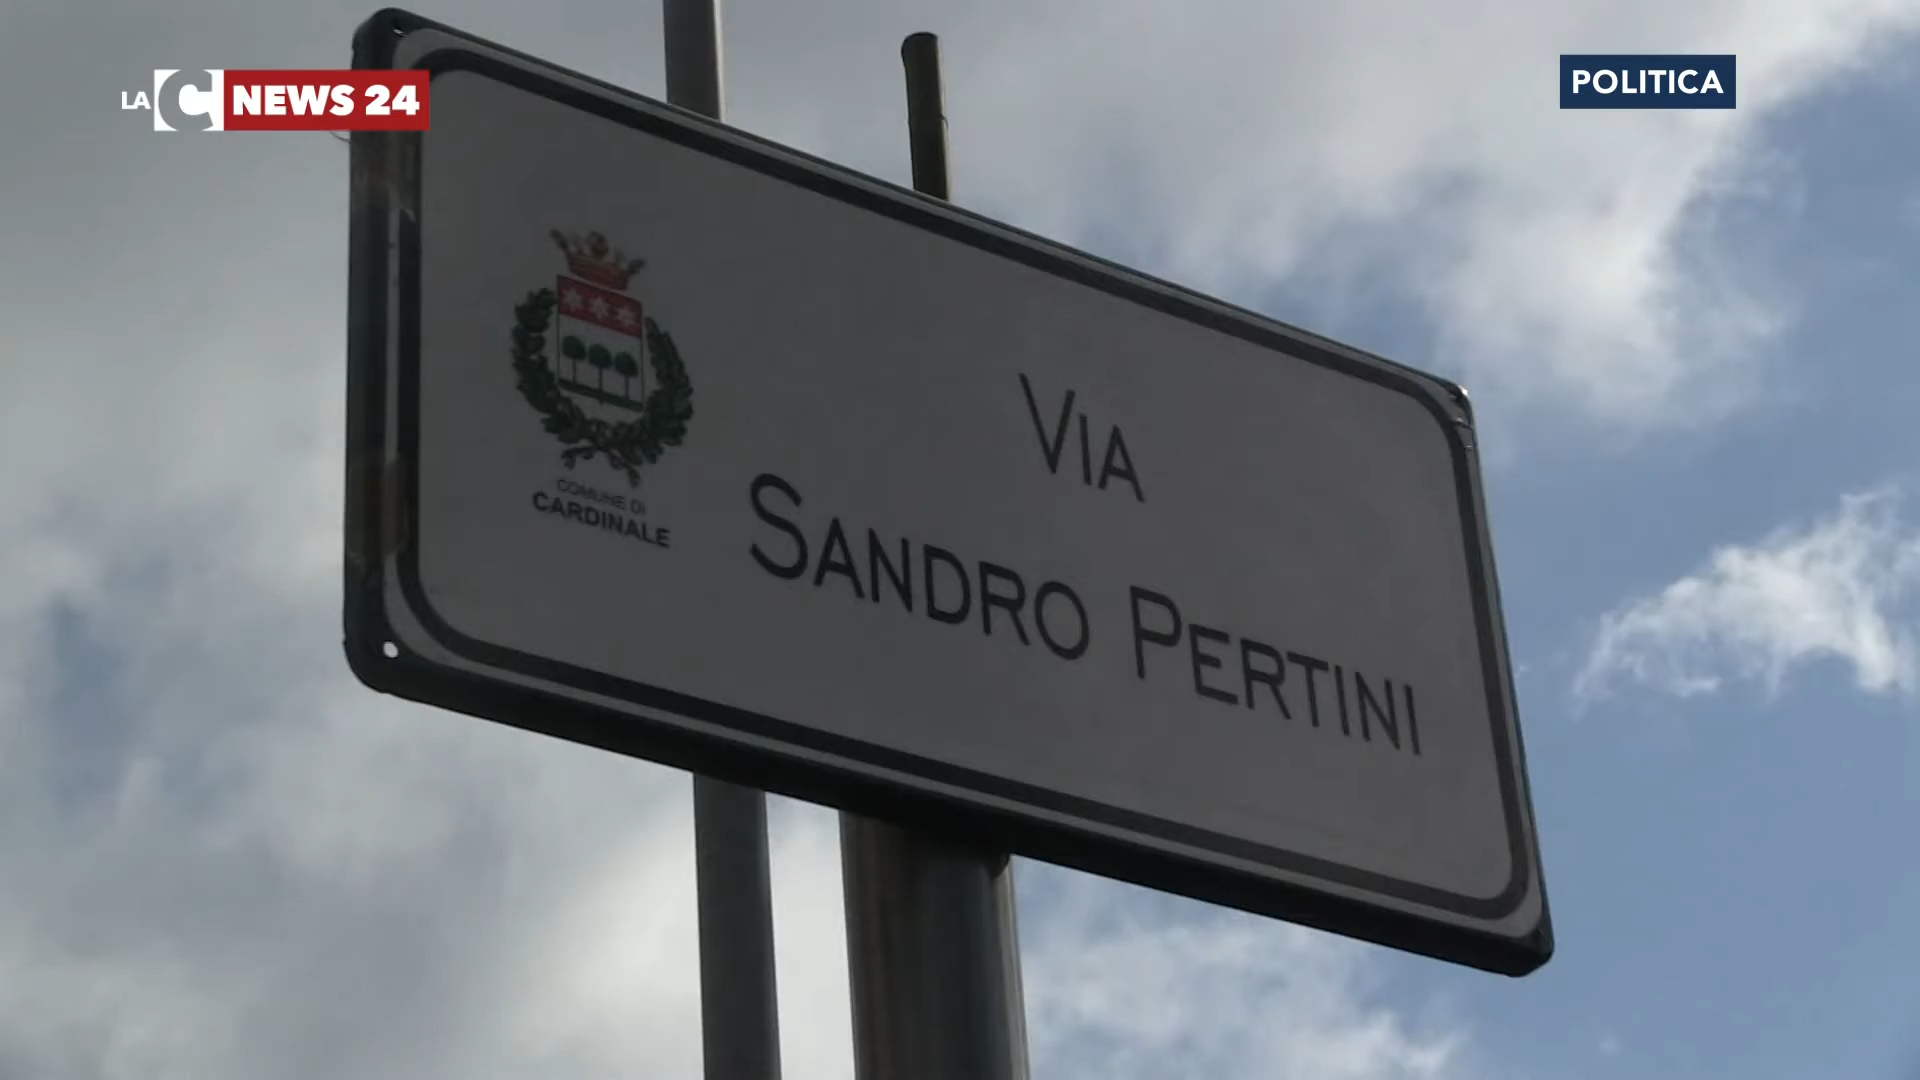 LA C NEWS 24
POLITICA
VIA
SANDRO PERTINI
COMUNE DI
CARDINALE